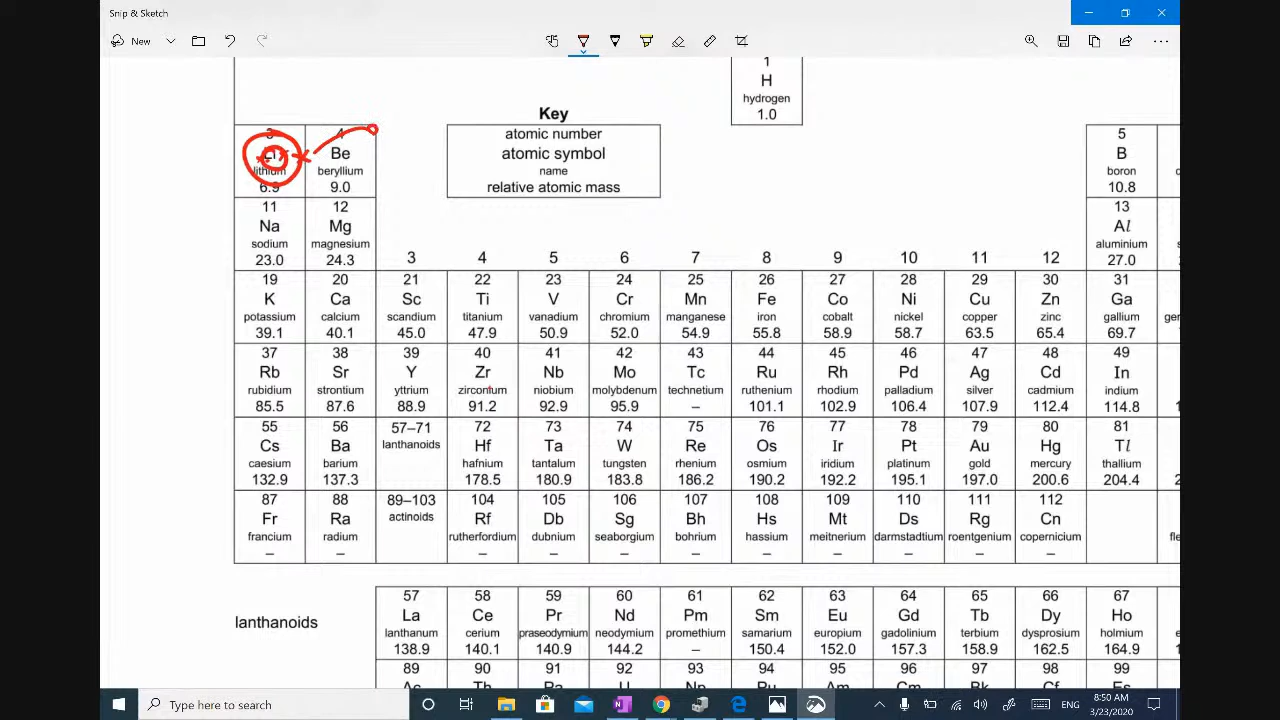 Snip & Sketch
New
1
H
hydrogen
1.0
Key
3 4 atomic number 5
Be atomic symbol B
lithium beryllium name boron
6.9 9.0 relative atomic mass 10.8
11 12 13
Na Mg Al
sodium magnesium aluminium
23.0 24.3 3 4 5 6 7 8 9 10 11 12 27.0
19 20 21 22 23 24 25 26 27 28 29 30 31
K Ca Sc Ti V Cr Mn Fe Co Ni Cu Zn Ga
potassium calcium scandium titanium vanadium chromium manganese iron cobalt nickel copper zinc gallium
39.1 40.1 45.0 47.9 50.9 52.0 54.9 55.8 58.9 58.7 63.5 65.4 69.7
37 38 39 40 41 42 43 44 45 46 47 48 49
Rb Sr Y Zr Nb Mo Tc Ru Rh Pd Ag Cd In
rubidium strontium yttrium zirconium niobium molybdenum technetium ruthenium rhodium palladium silver cadmium indium
85.5 87.6 88.9 91.2 92.9 95.9 – 101.1 102.9 106.4 107.9 112.4 114.8
55 56 57–71 72 73 74 75 76 77 78 79 80 81
Cs Ba lanthanoids Hf Ta W Re Os Ir Pt Au Hg Tl
caesium barium hafnium tantalum tungsten rhenium osmium iridium platinum gold mercury thallium
132.9 137.3 178.5 180.9 183.8 186.2 190.2 192.2 195.1 197.0 200.6 204.4
87 88 89–103 104 105 106 107 108 109 110 111 112
Fr Ra actinoids Rf Db Sg Bh Hs Mt Ds Rg Cn
francium radium rutherfordium dubnium seaborgium bohrium hassium meitnerium darmstadtium roentgenium copernicium
– – – – – – – – – – –
57 58 59 60 61 62 63 64 65 66 67
lanthanoids La Ce Pr Nd Pm Sm Eu Gd Tb Dy Ho
lanthanum cerium praseodymium neodymium promethium samarium europium gadolinium terbium dysprosium holmium
138.9 140.1 140.9 144.2 – 150.4 152.0 157.3 158.9 162.5 164.9
89 90 91 92 93 94 95 96 97 98 99
Type here to search
ENG
8:50 AM
3/23/2020